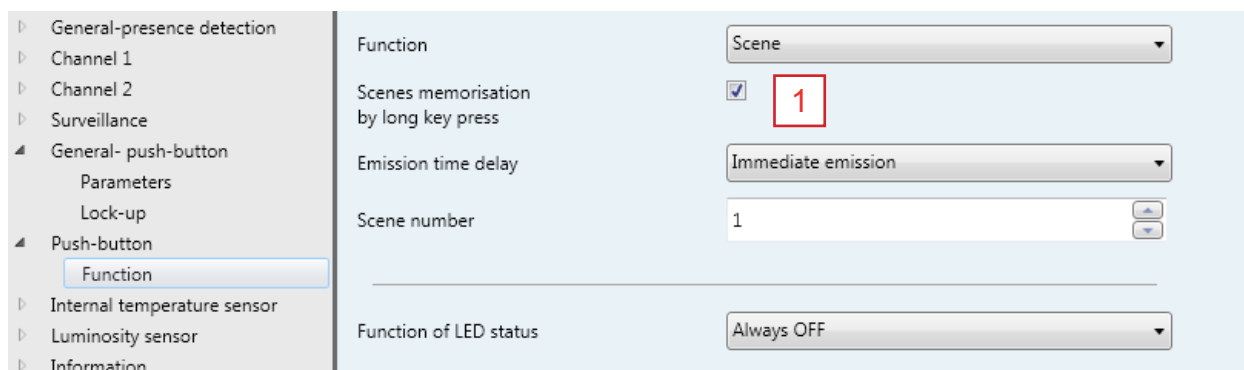 General-presence detection
Channel 1
Channel 2
Surveillance
General- push-button
Parameters
Lock-up
Push-button
Function
Internal temperature sensor
Luminosity sensor
Information
Function
Scene
Scenes memorisation
by long key press
1
Emission time delay
Immediate emission
Scene number
1
Function of LED status
Always OFF